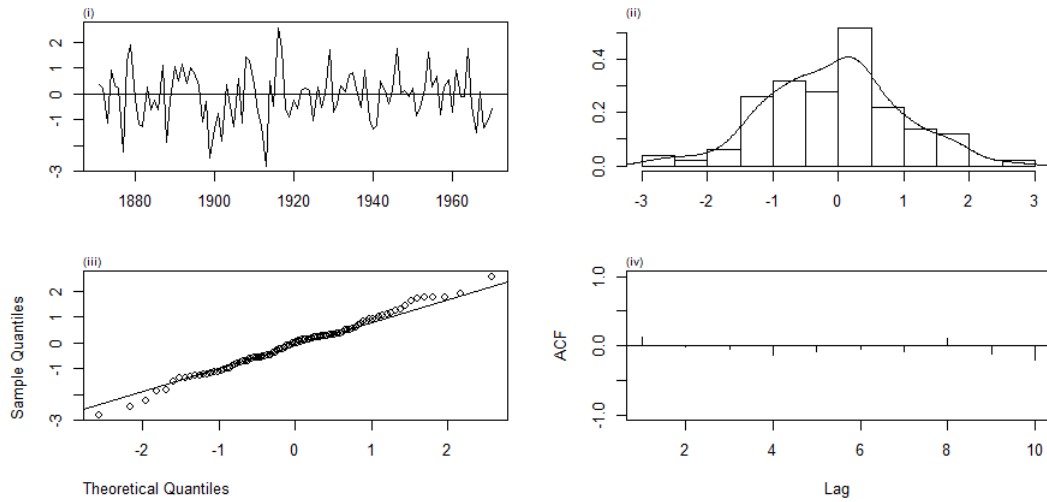 (i)
2
1
0
-1
-3
1880 1900 1920 1940 1960
(ii)
0.4
0.2
0.0
-3 -2 -1 0 1 2 3
(iii)
Sample Quantiles
2
1
0
-1
-3
-2 -1 0 1 2
Theoretical Quantiles
(iv)
ACF
1.0
0.0
-1.0
2 4 6 8 10
Lag